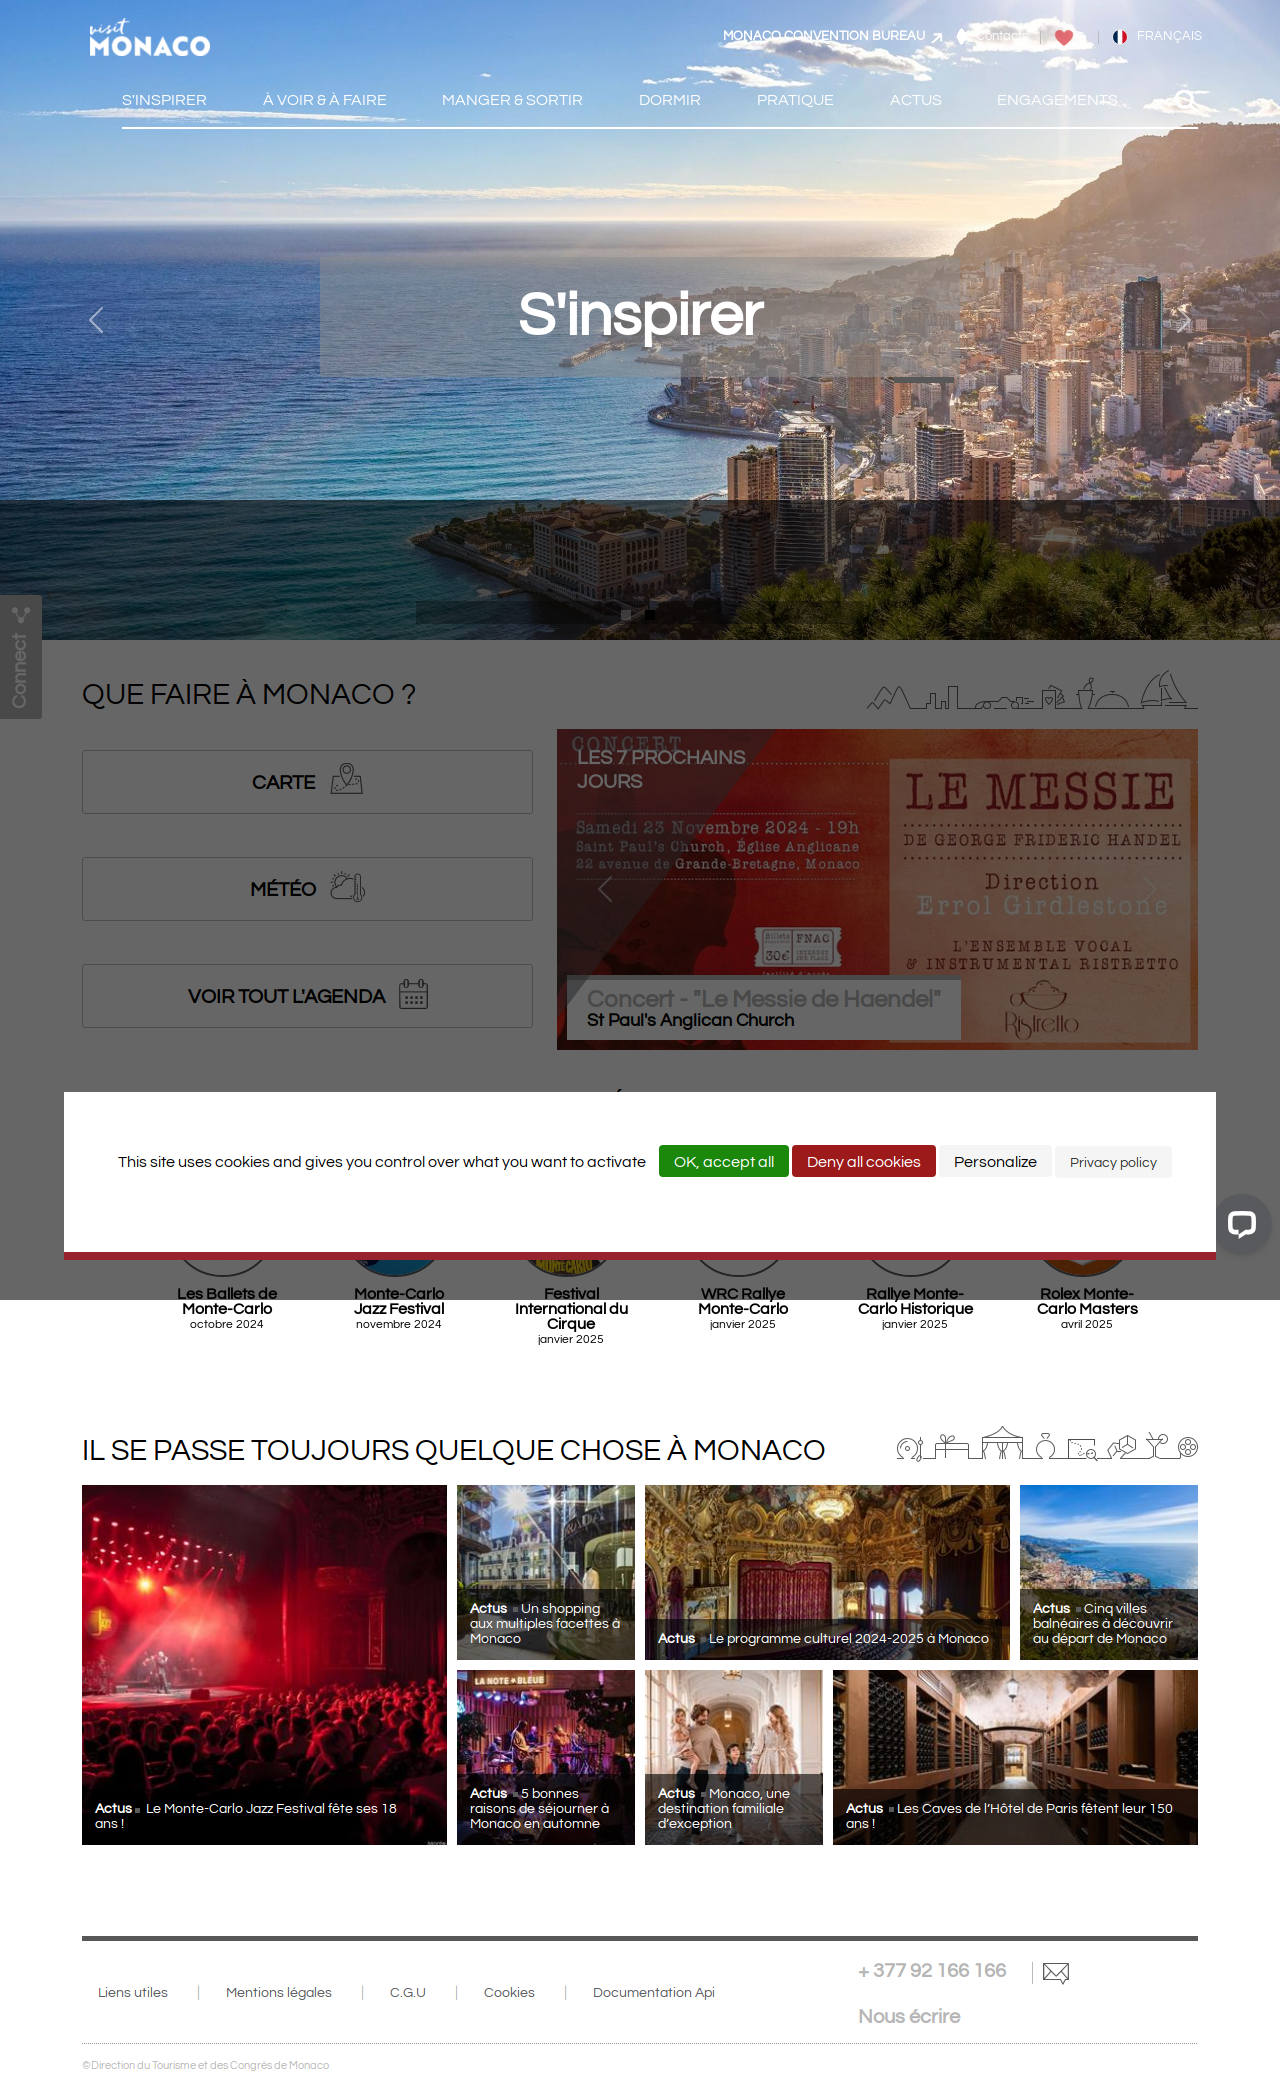 visit
MONACO
MONACO CONVENTION BUREAU
Contacts
FRANÇAIS
S'INSPIRER
À VOIR & À FAIRE
MANGER & SORTIR
DORMIR
PRATIQUE
ACTUS
ENGAGEMENTS
S'inspirer
Connect
QUE FAIRE À MONACO ?
CARTE
MÉTÉO
VOIR TOUT L'AGENDA
CONCERT
LES 7 PROCHAINS
JOURS
Samedi 23 Novembre 2024 - 19h
Saint Paul's Church, Église Anglicane
22 avenue de Grande-Bretagne, Monaco
LE MESSIE
DE GEORGE FRIDERIC HANDEL
Direction
Errol Girdlestone
L'ENSEMBLE VOCAL
& INSTRUMENTAL RISTRETTO
FNAC
30€
Ristretto
Concert - "Le Messie de Haendel"
St Paul's Anglican Church
This site uses cookies and gives you control over what you want to activate
OK, accept all
Deny all cookies
Personalize
Privacy policy
Les Ballets de
Monte-Carlo
octobre 2024
Monte-Carlo
Jazz Festival
novembre 2024
MONTE-CARLO
Festival
International du
Cirque
janvier 2025
WRC Rallye
Monte-Carlo
janvier 2025
Rallye Monte-
Carlo Historique
janvier 2025
Rolex Monte-
Carlo Masters
avril 2025
IL SE PASSE TOUJOURS QUELQUE CHOSE À MONACO
Actus Le Monte-Carlo Jazz Festival fête ses 18
ans !
Actus Un shopping
aux multiples facettes à
Monaco
Actus Le programme culturel 2024-2025 à Monaco
Actus Cinq villes
balnéaires à découvrir
au départ de Monaco
LA NOTE BLEUE
Actus 5 bonnes
raisons de séjourner à
Monaco en automne
Actus Monaco, une
destination familiale
d'exception
Actus Les Caves de l'Hôtel de Paris fêtent leur 150
ans !
Liens utiles
Mentions légales
C.G.U
Cookies
Documentation Api
+ 377 92 166 166
Nous écrire
©Direction du Tourisme et des Congrès de Monaco